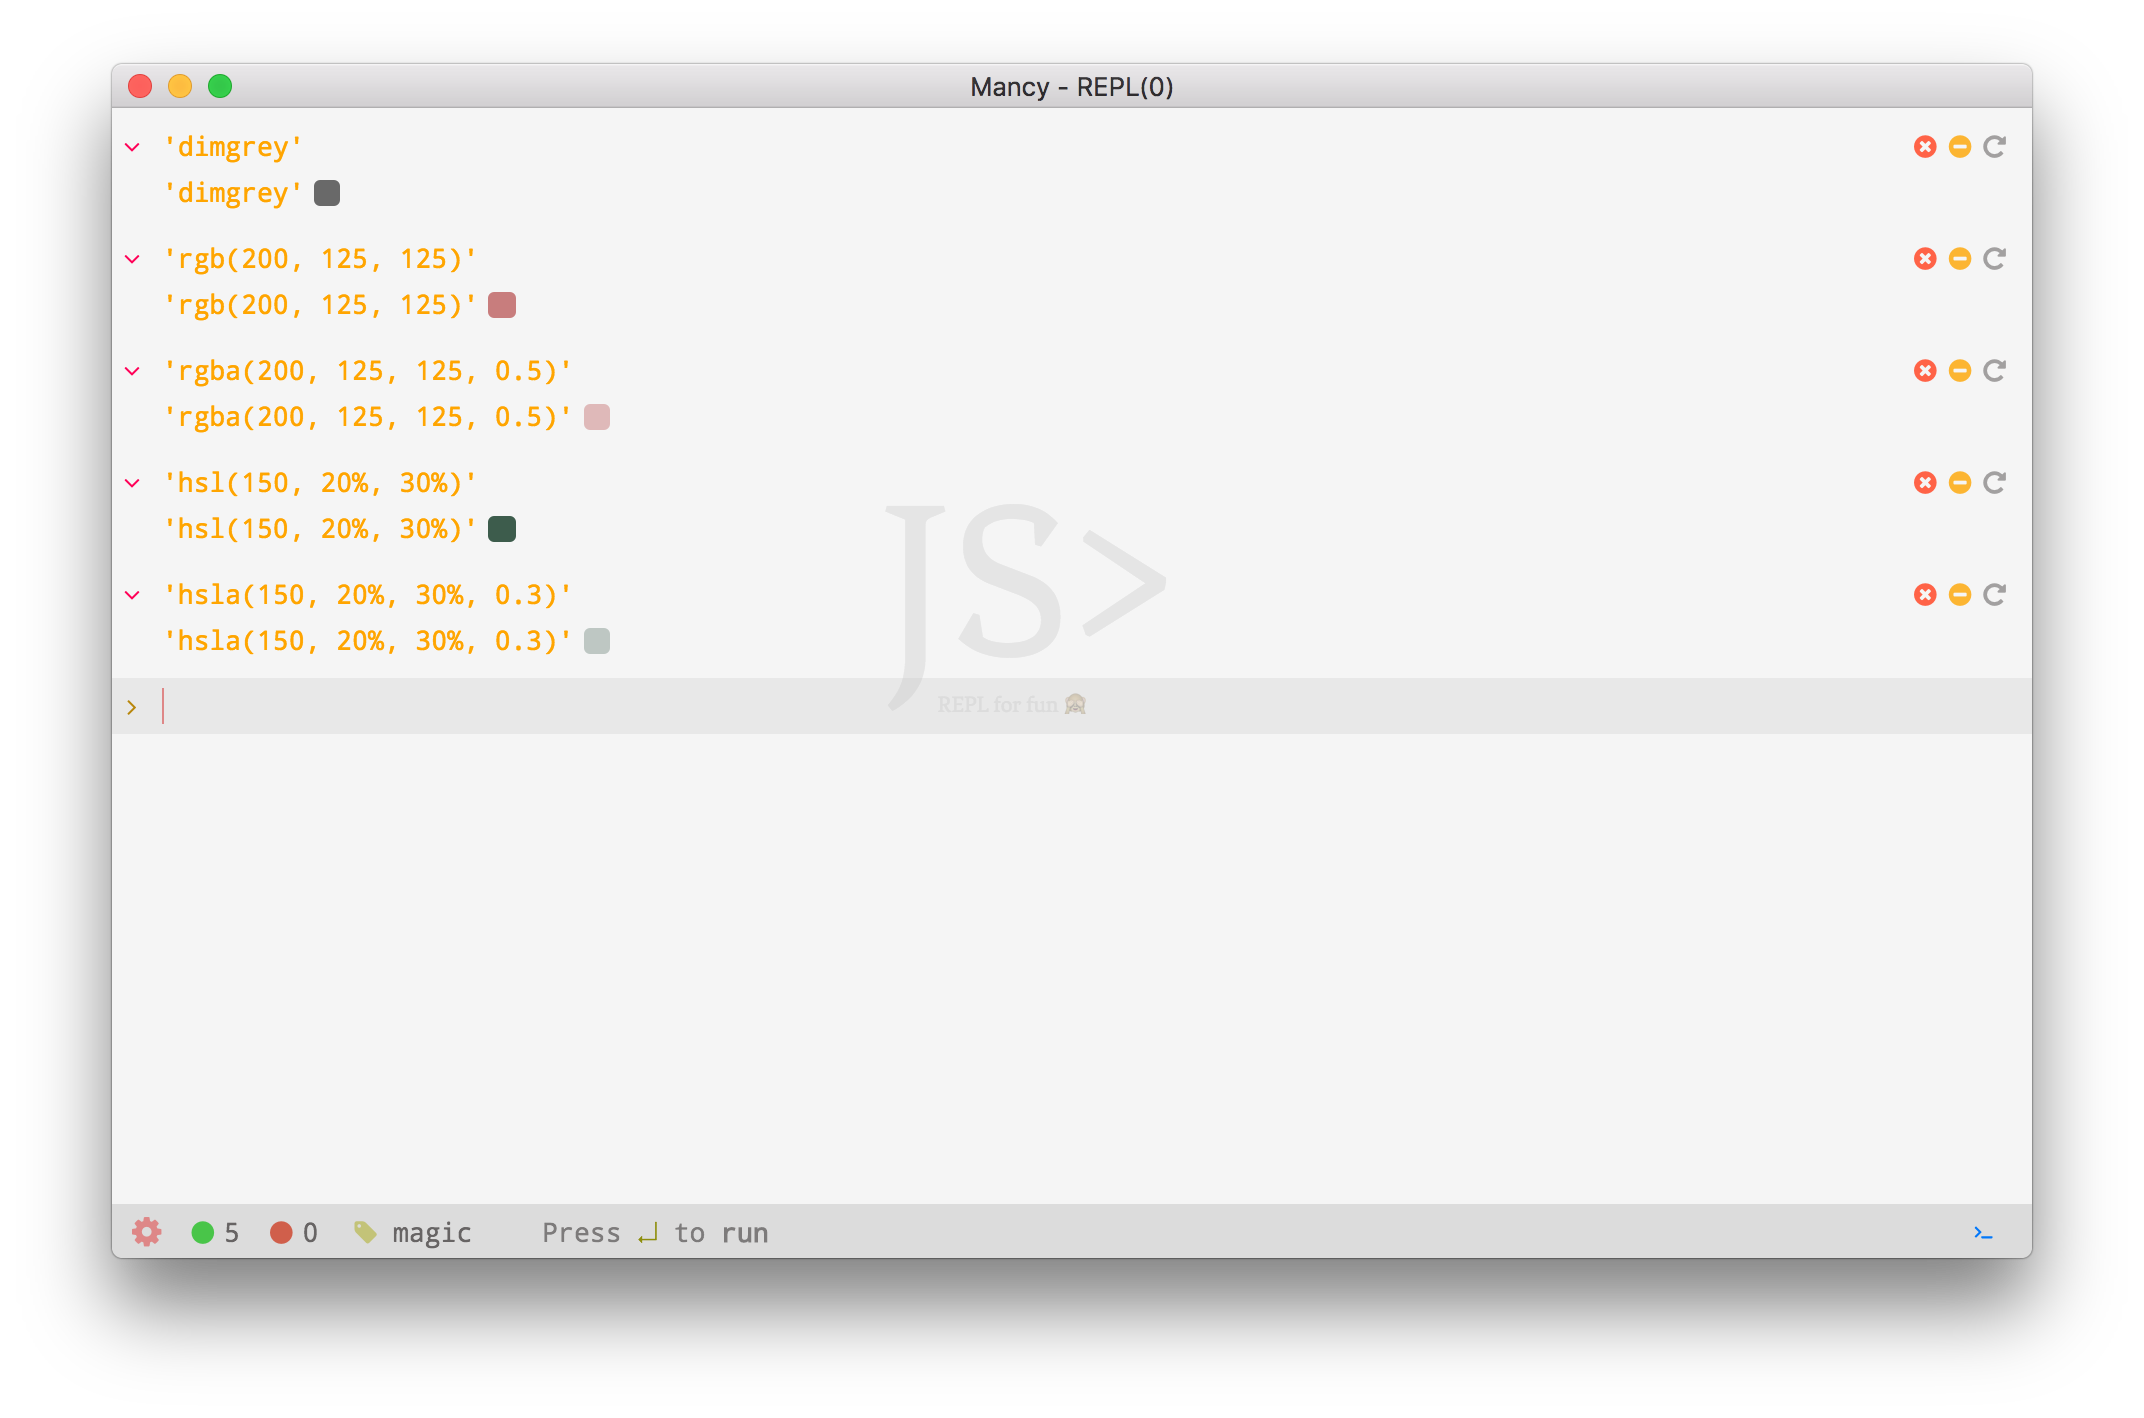 Mancy - REPL(0)
'dimgrey'
'dimgrey'
'rgb(200, 125, 125)'
'rgb(200, 125, 125)'
'rgba(200, 125, 125, 0.5)'
'rgba(200, 125, 125, 0.5)'
'hsl(150, 20%, 30%)'
'hsl(150, 20%, 30%)'
'hsla(150, 20%, 30%, 0.3)'
'hsla(150, 20%, 30%, 0.3)'
JS>
REPL for fun 🙈
5 0 magic Press ↵ to run